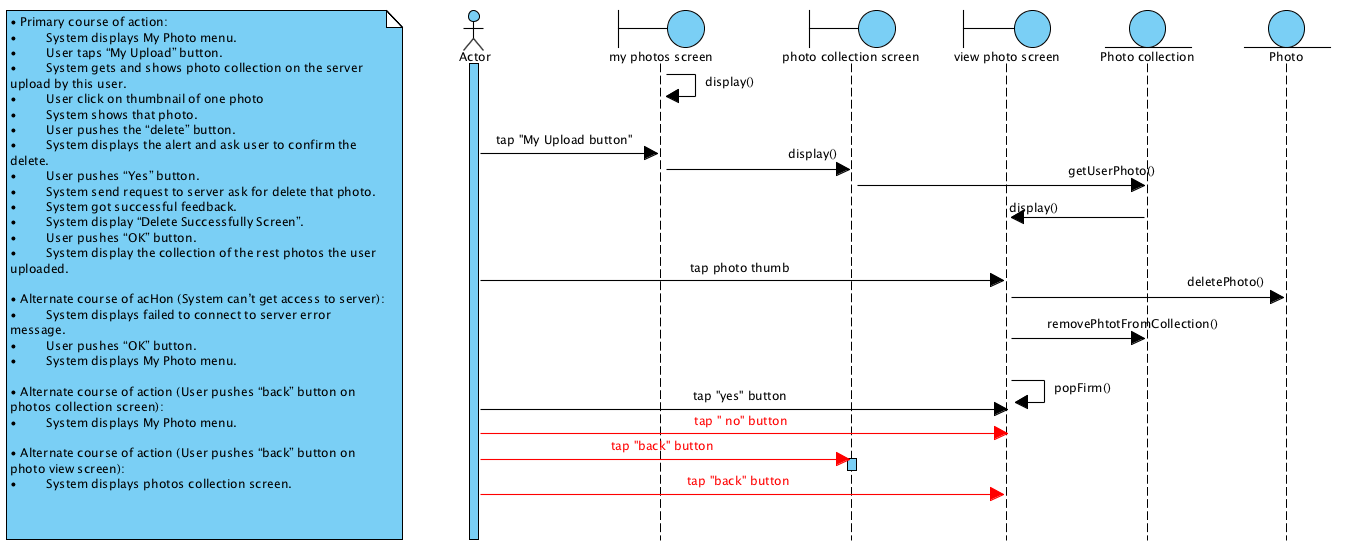 • Primary course of action:
• System displays My Photo menu.
• User taps “My Upload” button.
• System gets and shows photo collection on the server
upload by this user.
• User click on thumbnail of one photo
• System shows that photo.
• User pushes the “delete” button.
• System displays the alert and ask user to confirm the
delete.
• User pushes “Yes” button.
• System send request to server ask for delete that photo.
• System got successful feedback.
• System display “Delete Successfully Screen”.
• User pushes “OK” button.
• System display the collection of the rest photos the user
uploaded.
• Alternate course of acHon (System can’t get access to server):
• System displays failed to connect to server error
message.
• User pushes “OK” button.
• System displays My Photo menu.
• Alternate course of action (User pushes “back” button on
photos collection screen):
• System displays My Photo menu.
• Alternate course of action (User pushes “back” button on
photo view screen):
• System displays photos collection screen.
Actor
my photos screen
photo collection screen
view photo screen
Photo collection
Photo
display()
tap "My Upload button"
display()
getUserPhoto()
display()
tap photo thumb
deletePhoto()
removePhtotFromCollection()
popFirm()
tap "yes" button
tap " no" button
tap "back" button
tap "back" button